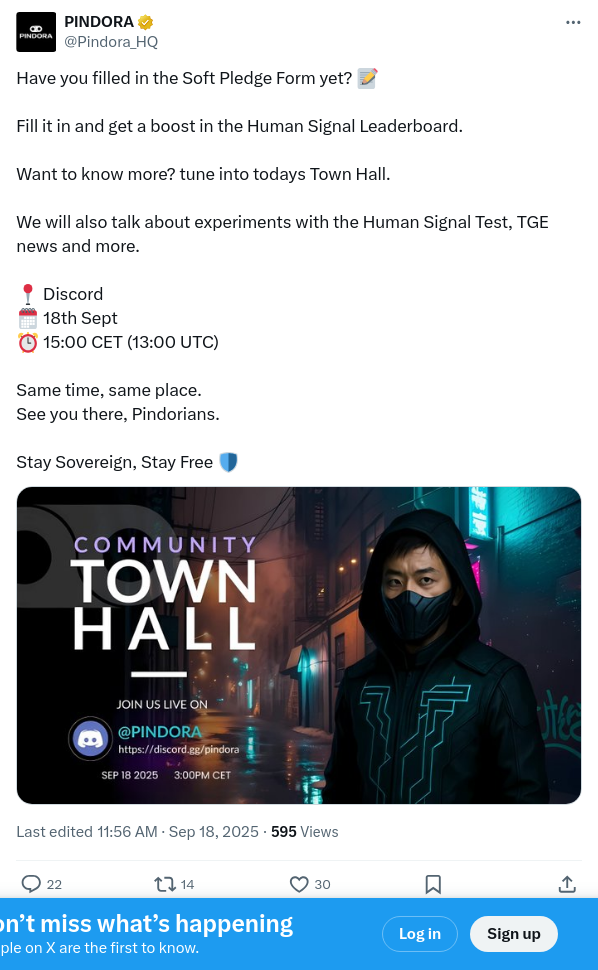 PINDORA
PINDORA
@Pindora_HQ
Have you filled in the Soft Pledge Form yet? 📝
Fill it in and get a boost in the Human Signal Leaderboard.
Want to know more? tune into todays Town Hall.
We will also talk about experiments with the Human Signal Test, TGE
news and more.
📍 Discord
🗓️ 18th Sept
⏰ 15:00 CET (13:00 UTC)
Same time, same place.
See you there, Pindorians.
Stay Sovereign, Stay Free 🛡️
COMMUNITY
TOWN
HALL
JOIN US LIVE ON
@PINDORA
https://discord.gg/pindora
SEP 18 2025 3:00PM CET
Last edited 11:56 AM · Sep 18, 2025 · 595 Views
22 14 30
on't miss what's happening
ple on X are the first to know.
Log in
Sign up